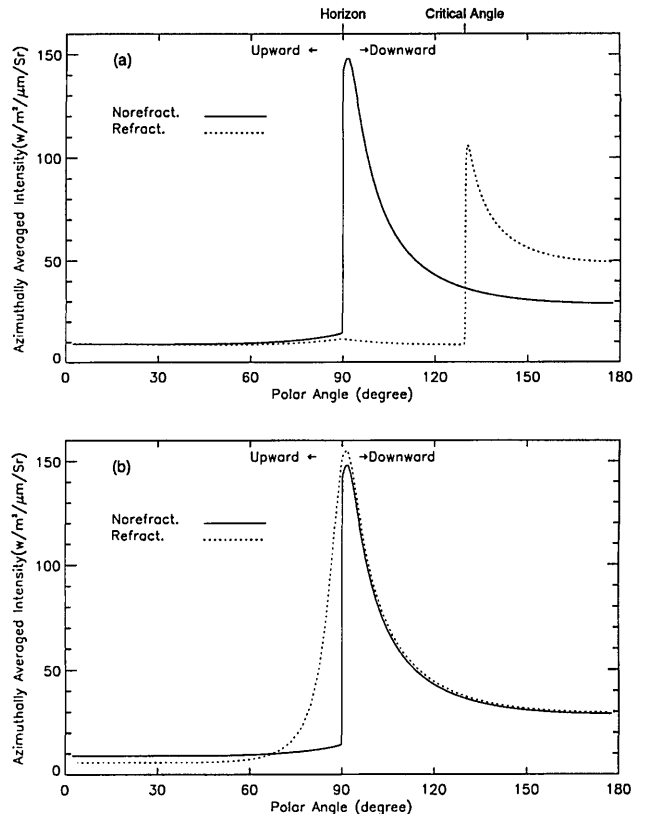 Horizon Critical Angle
(a) Upward ← →Downward
Norefract.
Refract.
Azimuthally Averaged Intensity(w/m²/μm/Sr)
150
100
50
0
0 30 60 90 120 150 180
Polar Angle (degree)
(b) Upward ← →Downward
Norefract.
Refract.
Azimuthally Averaged Intensity(w/m²/μm/Sr)
150
100
50
0
0 30 60 90 120 150 180
Polar Angle (degree)